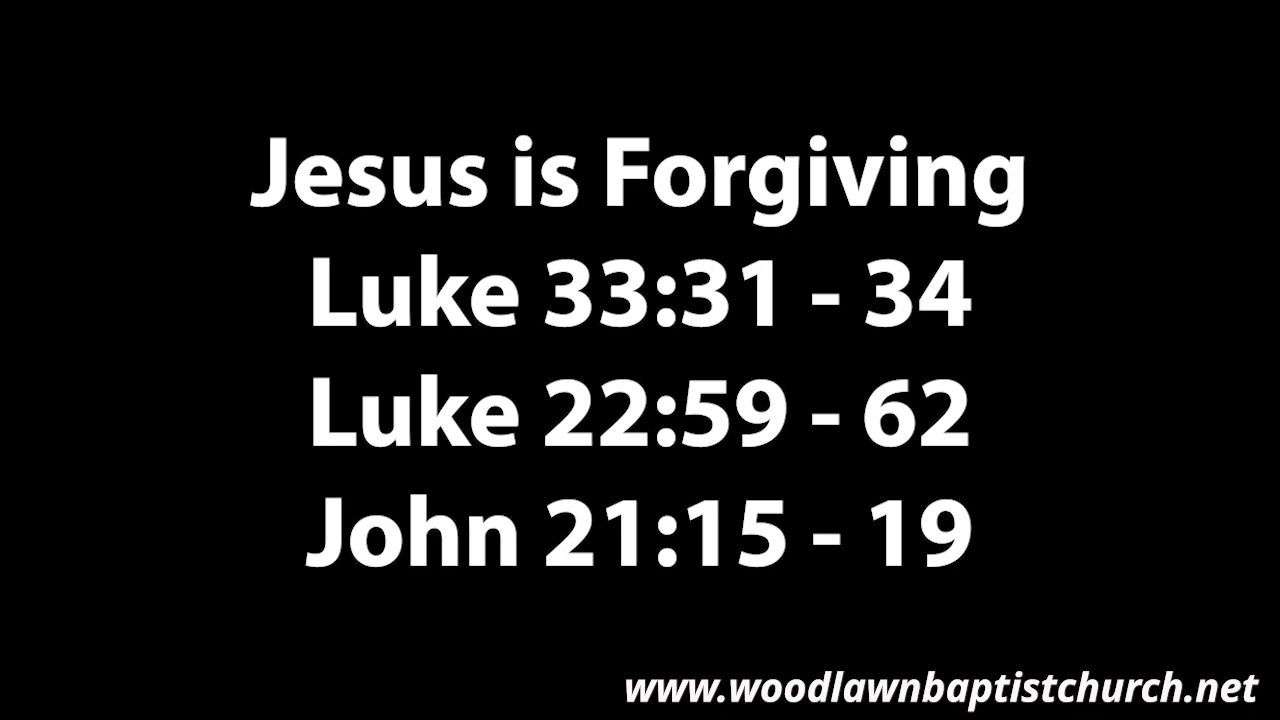 Jesus is Forgiving
Luke 33:31 - 34
Luke 22:59 - 62
John 21:15 - 19
www.woodlawnbaptistchurch.net